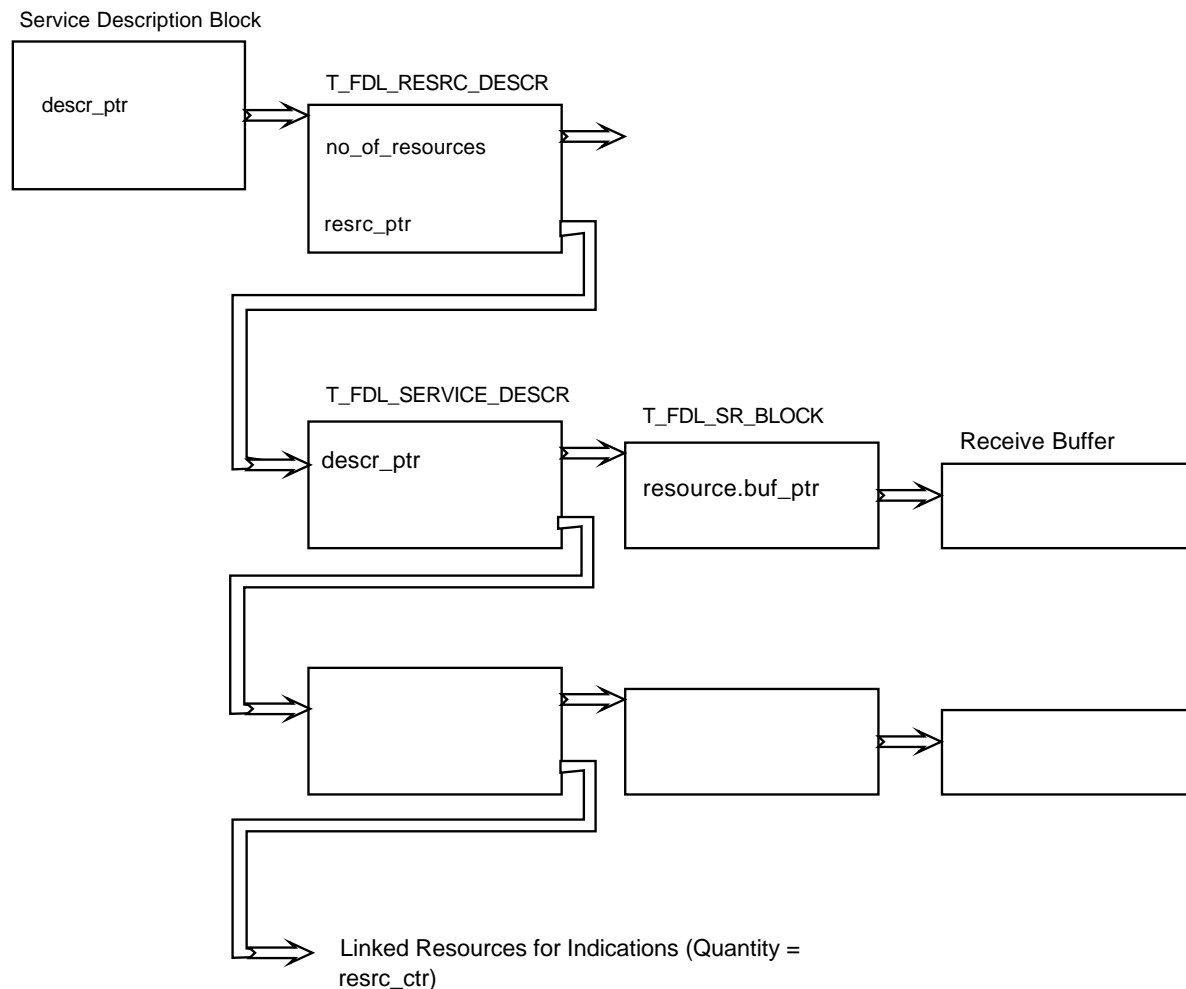 Service Description Block
descr_ptr
T_FDL_RESRC_DESCR
no_of_resources
resrc_ptr
T_FDL_SERVICE_DESCR
descr_ptr
T_FDL_SR_BLOCK
resource.buf_ptr
Receive Buffer
Linked Resources for Indications (Quantity =
resrc_ctr)